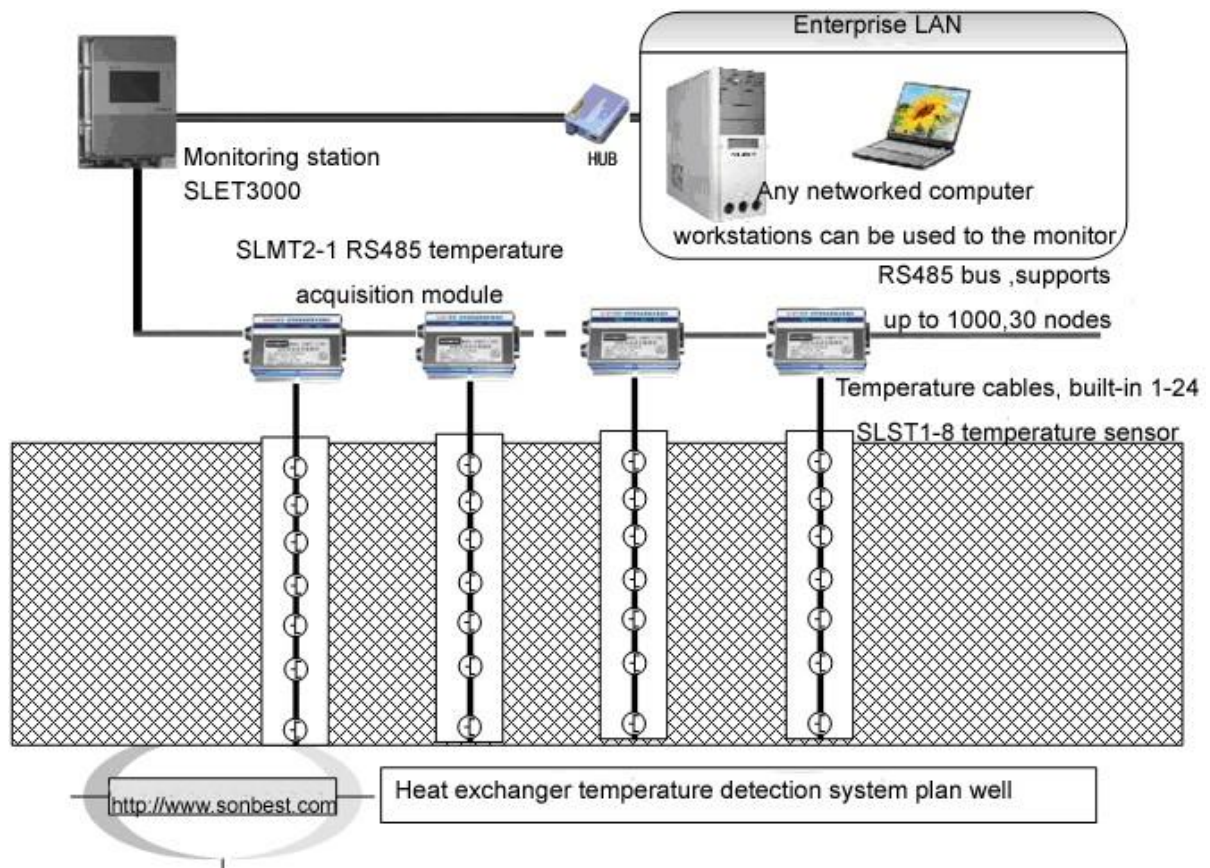 Enterprise LAN
HUB
Monitoring station
SLET3000
Any networked computer
workstations can be used to the monitor
SLMT2-1 RS485 temperature
acquisition module
RS485 bus ,supports
up to 1000,30 nodes
Temperature cables, built-in 1-24
SLST1-8 temperature sensor
http://www.sonbest.com
Heat exchanger temperature detection system plan well